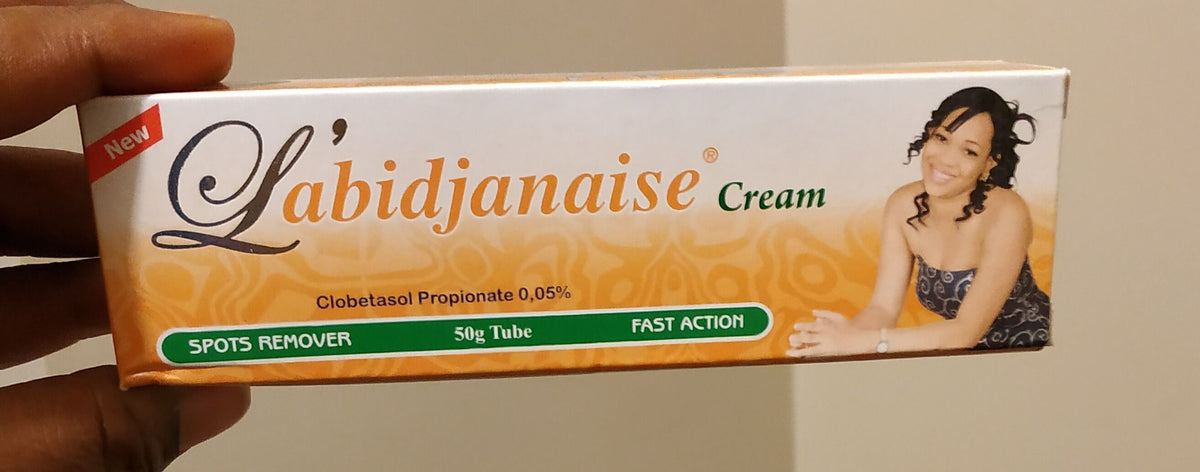 New
L'abidjanaise® Cream
Clobetasol Propionate 0,05%
SPOTS REMOVER 50g Tube FAST ACTION